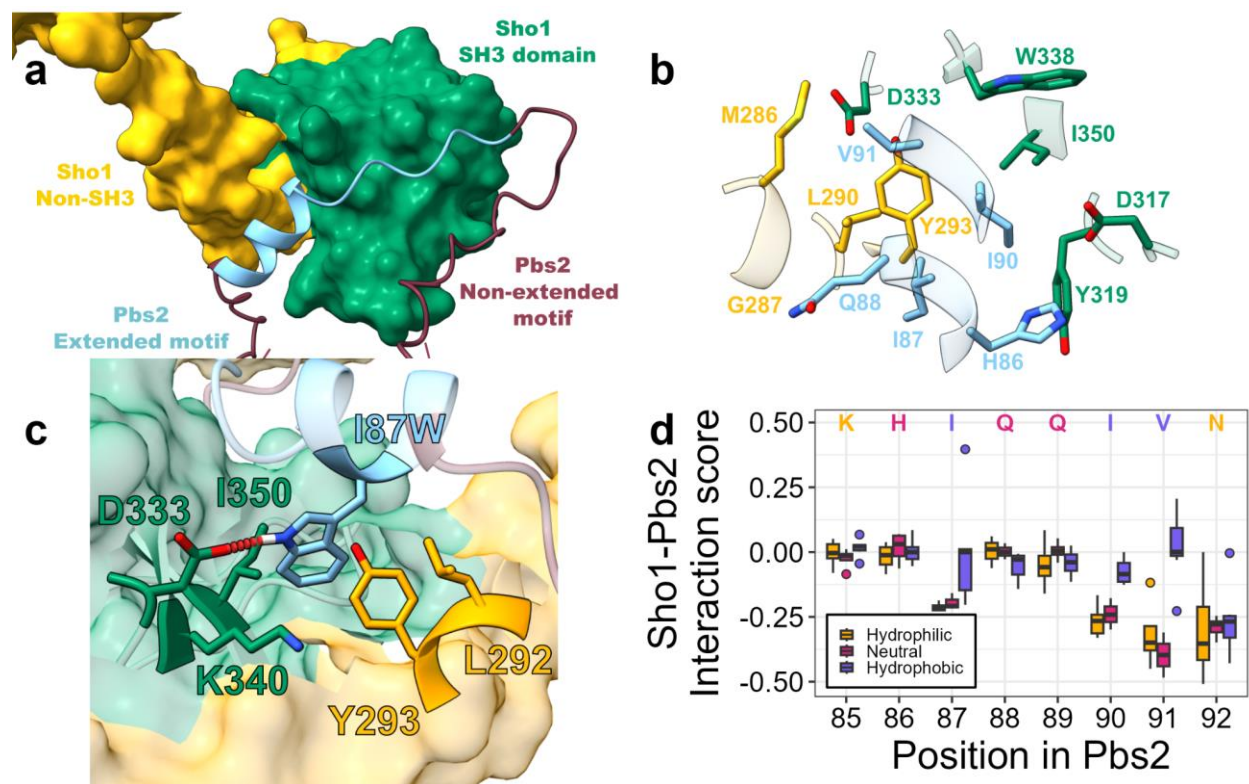 a
Sho1
SH3 domain
Sho1
Non-SH3
Pbs2
Extended motif
Pbs2
Non-extended
motif
b
W338
D333
M286
I350
V91
L290
D317
Y293
I90
Y319
G287
Q88
I87
H86
c
I87W
I350
D333
L292
K340
Y293
d
Sho1-Pbs2
Interaction score
0.50
0.25
0.00
-0.25
-0.50
K H I Q Q I V N
Hydrophilic
Neutral
Hydrophobic
85 86 87 88 89 90 91 92
Position in Pbs2